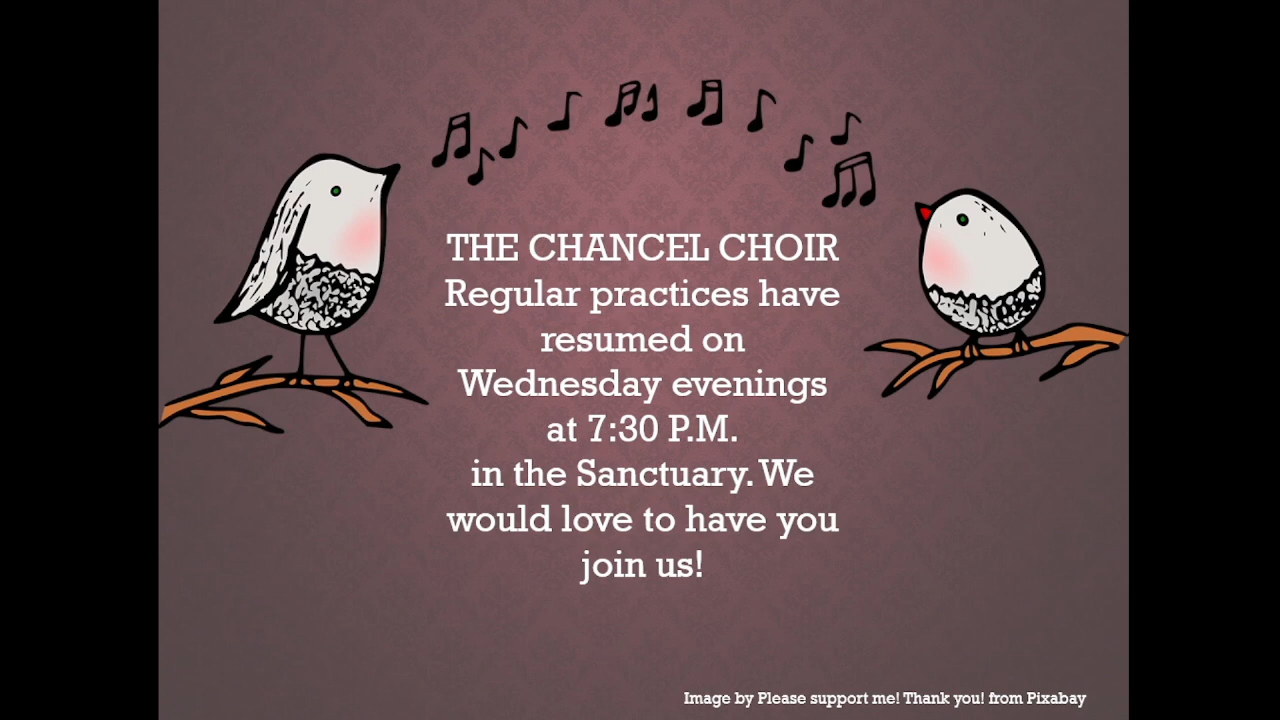 THE CHANCEL CHOIR
Regular practices have
resumed on
Wednesday evenings
at 7:30 P.M.
in the Sanctuary. We
would love to have you
join us!
Image by Please support me! Thank you! from Pixabay